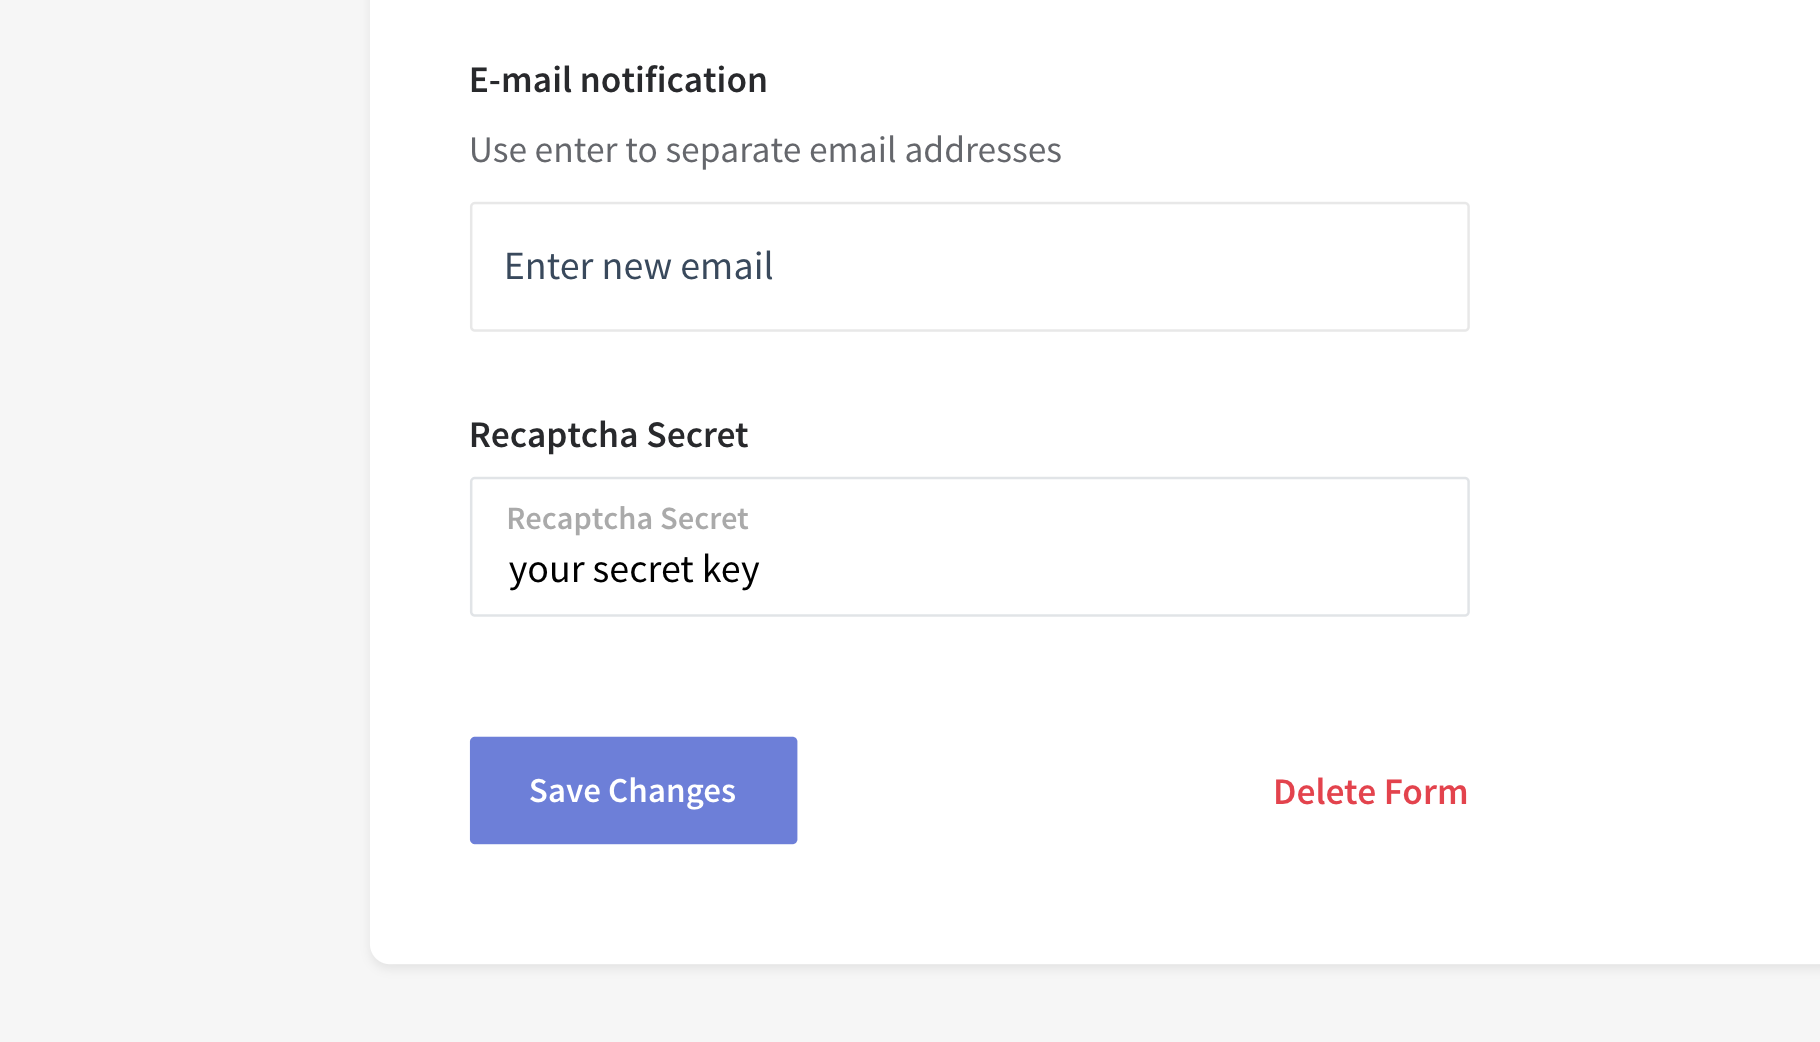 E-mail notification
Use enter to separate email addresses
Enter new email
Recaptcha Secret
Recaptcha Secret
your secret key
Save Changes
Delete Form